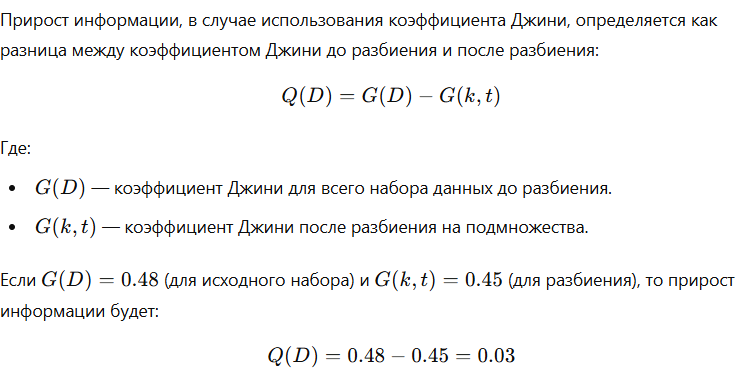 Прирост информации, в случае использования коэффициента Джини, определяется как
разница между коэффициентом Джини до разбиения и после разбиения:
Q(D) = G(D) − G(k, t)
Где:
• G(D) — коэффициент Джини для всего набора данных до разбиения.
• G(k, t) — коэффициент Джини после разбиения на подмножества.
Если G(D) = 0.48 (для исходного набора) и G(k, t) = 0.45 (для разбиения), то прирост
информации будет:
Q(D) = 0.48 − 0.45 = 0.03